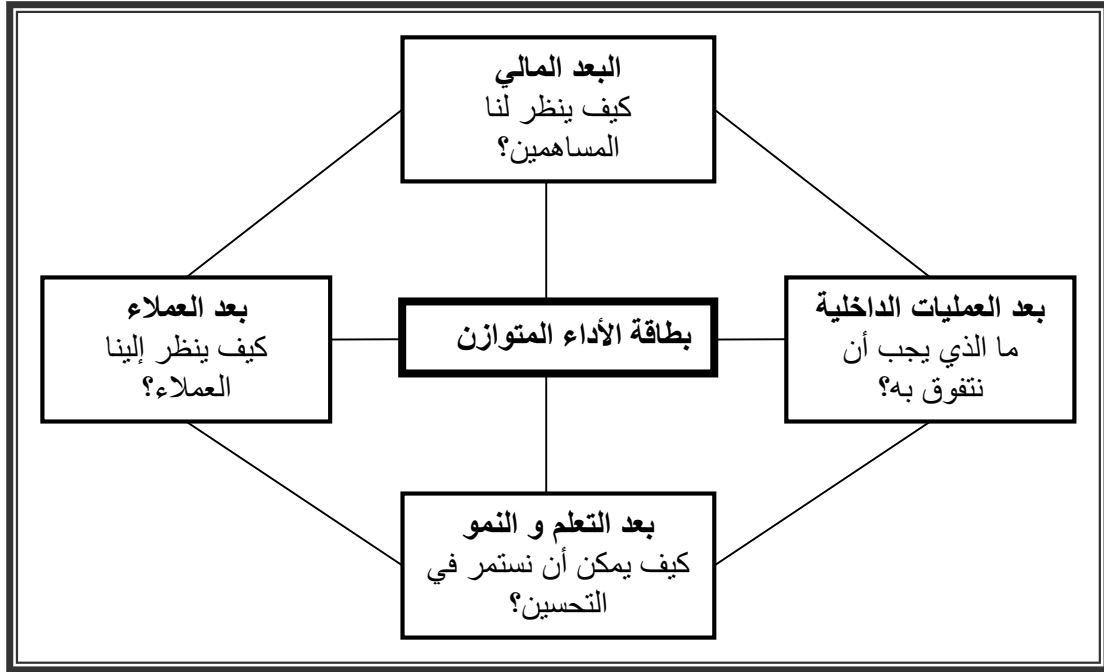 البعد المالي
كيف ينظر لنا
المساهمين؟
بعد العمليات الداخلية
ما الذي يجب أن
نتفوق به؟
بطاقة الأداء المتوازن
بعد العملاء
كيف ينظر إلينا
العملاء؟
بعد التعلم و النمو
كيف يمكن أن نستمر في
التحسين؟